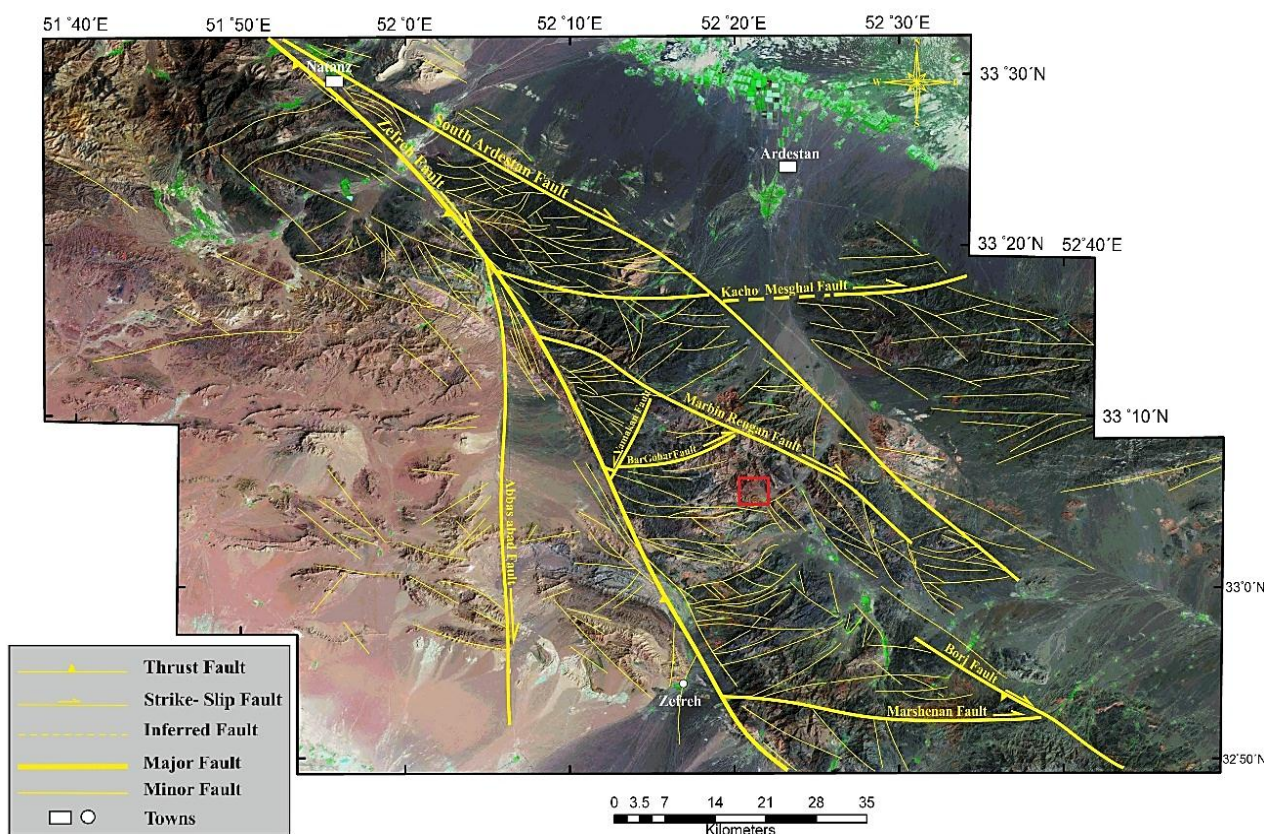 51 °40´E
51 °50´E
52 °0´E
52 °10´E
52 °20´E
52 °30´E
33 °30´N
Natanz
Ardestan
South Ardestan Fault
Zefreh Fault
33 °20´N
52 °40´E
Kacho Mesghal Fault
33 °10´N
Marbin Rengan Fault
BarGohar Fault
Abbas abad Fault
33 °0´N
Borj Fault
Zefreh
Marshenan Fault
32 °50´N
Thrust Fault
Strike- Slip Fault
Inferred Fault
Major Fault
Minor Fault
Towns
0 3.5 7 14 21 28 35
Kilometers